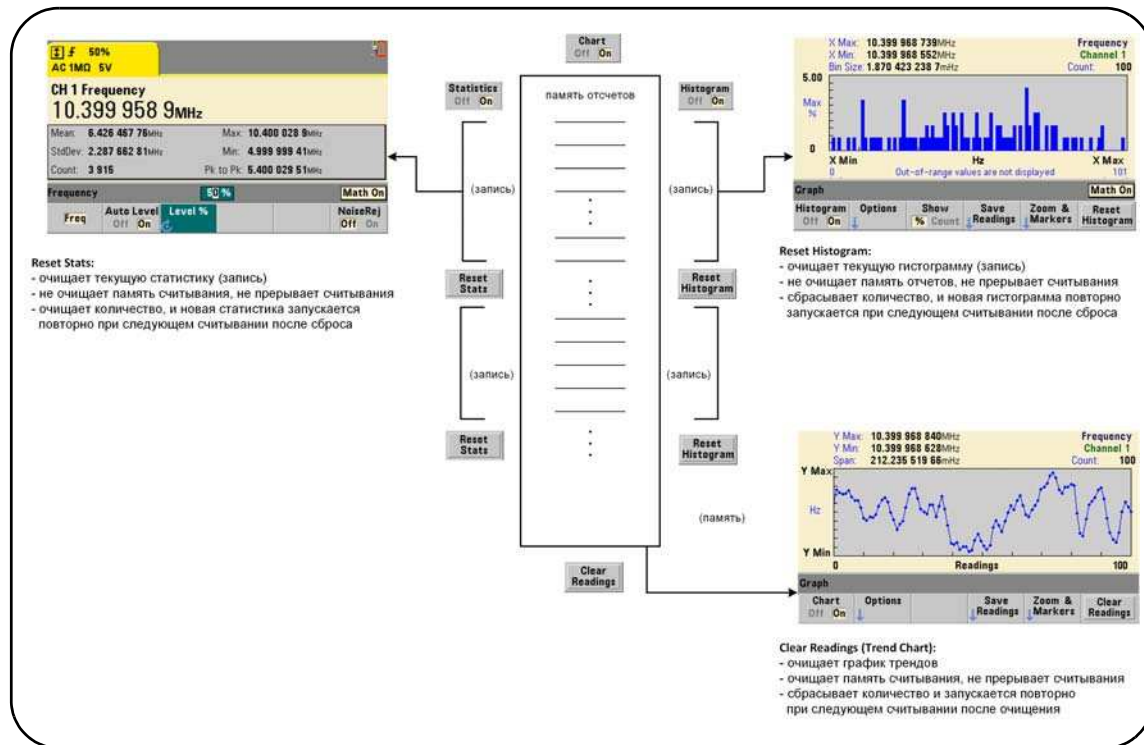 50%
AC 1MΩ 5V
CH 1 Frequency
10.399 958 9MHz
Mean: 6.426 467 76MHz Max: 10.400 028 9MHz
StdDev: 2.287 662 81MHz Min: 4.999 999 41MHz
Count: 3 915 Pk to Pk: 5.400 029 51MHz
Frequency 50 % Math On
Freq Auto Level Off On Level % NoiseRej Off On
Reset Stats:
- очищает текущую статистику (запись)
- не очищает память считывания, не прерывает считывания
- очищает количество, и новая статистика запускается
повторно при следующем считывании после сброса
Chart
Off On
Statistics
Off On
память отсчетов
Histogram
Off On
(запись)
(запись)
Reset
Stats
Reset
Histogram
(запись)
(запись)
Reset
Stats
Reset
Histogram
(память)
Clear
Readings
X Max: 10.399 968 739MHz Frequency
X Min: 10.399 968 552MHz Channel 1
Bin Size: 1.870 423 238 7mHz Count: 100
5.00
Max
%
0
X Min Hz X Max
0 Out-of-range values are not displayed 101
Graph Math On
Histogram Options Show Save Zoom & Reset
Off On % Count Readings Markers Histogram
Reset Histogram:
- очищает текущую гистограмму (запись)
- не очищает память отчетов, не прерывает считывания
- сбрасывает количество, и новая гистограмма повторно
запускается при следующем считывании после сброса
Y Max: 10.399 968 840MHz Frequency
Y Min: 10.399 968 628MHz Channel 1
Span: 212.235 519 66mHz Count: 100
Y Max
Hz
Y Min
0 Readings 100
Graph
Chart Options Save Zoom & Clear
Off On Readings Markers Readings
Clear Readings (Trend Chart):
- очищает график трендов
- очищает память считывания, не прерывает считывания
- сбрасывает количество и запускается повторно
при следующем считывании после очищения